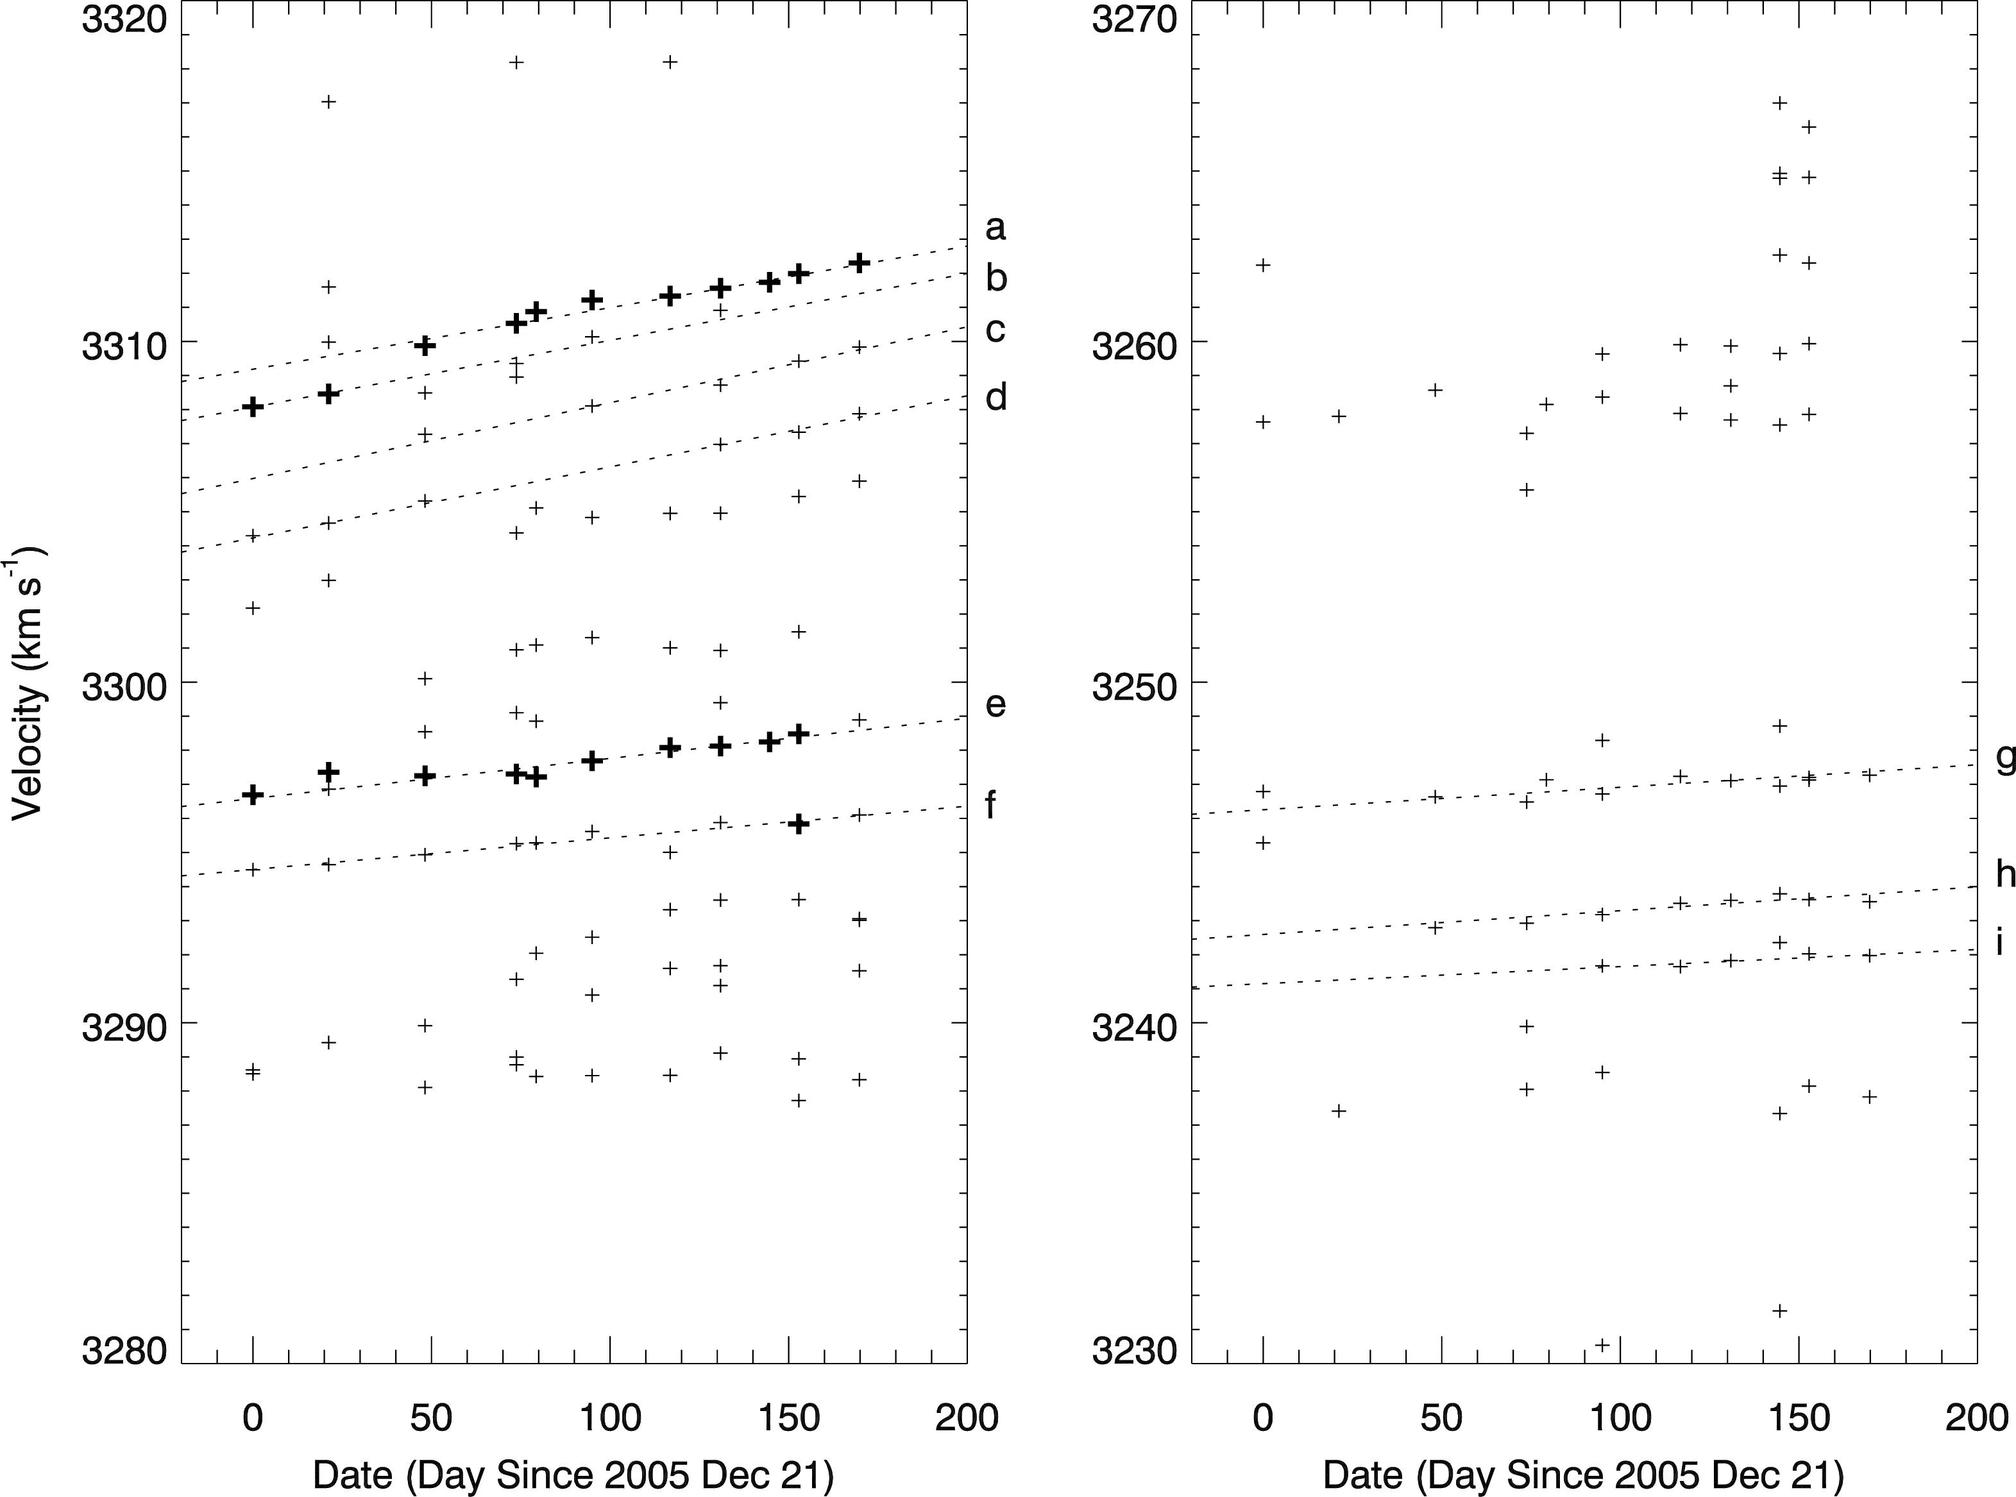 Velocity (km s-1)
3320
3310
3300
3290
3280
a
b
c
d
e
f
0 50 100 150 200
Date (Day Since 2005 Dec 21)
3270
3260
3250
3240
3230
g
h
i
0 50 100 150 200
Date (Day Since 2005 Dec 21)